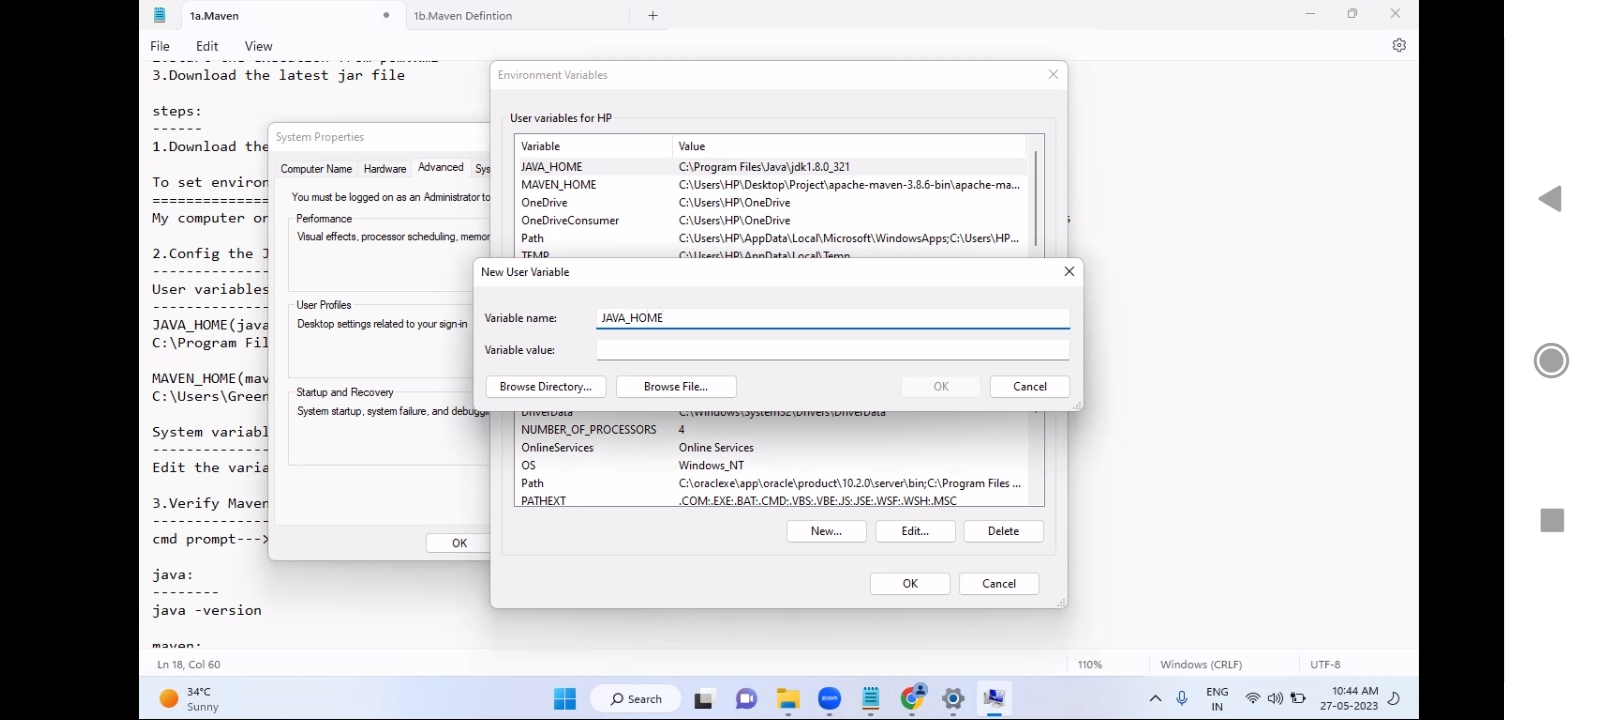 1a.Maven
1b.Maven Defintion
File Edit View
3.Download the latest jar file
steps:
------
1.Download the
To set environ
My computer or
2.Config the J
User variables
JAVA_HOME(java
C:\Program Fil
MAVEN_HOME(mav
C:\Users\Green
System variabl
Edit the varia
3.Verify Maven
cmd prompt--->
java:
--------
java -version
maven:
Ln 18, Col 60
110%
Windows (CRLF)
UTF-8
System Properties
Computer Name Hardware Advanced Sys
You must be logged on as an Administrator to
Performance
Visual effects, processor scheduling, memor
User Profiles
Desktop settings related to your sign-in
Startup and Recovery
System startup, system failure, and debuggi
OK
Environment Variables
User variables for HP
Variable Value
JAVA_HOME C:\Program Files\Java\jdk1.8.0_321
MAVEN_HOME C:\Users\HP\Desktop\Project\apache-maven-3.8.6-bin\apache-ma...
OneDrive C:\Users\HP\OneDrive
OneDriveConsumer C:\Users\HP\OneDrive
Path C:\Users\HP\AppData\Local\Microsoft\WindowsApps;C:\Users\HP...
TEMP C:\Users\HP\AppData\Local\Temp
New User Variable
Variable name: JAVA_HOME
Variable value:
Browse Directory... Browse File... OK Cancel
DriverData C:\Windows\System32\Drivers\DriverData
NUMBER_OF_PROCESSORS 4
OnlineServices Online Services
OS Windows_NT
Path C:\oraclexe\app\oracle\product\10.2.0\server\bin;C:\Program Files ...
PATHEXT .COM;.EXE;.BAT;.CMD;.VBS;.VBE;.JS;.JSE;.WSF;.WSH;.MSC
New... Edit... Delete
OK Cancel
34°C
Sunny
Search
zoom
ENG
IN
10:44 AM
27-05-2023